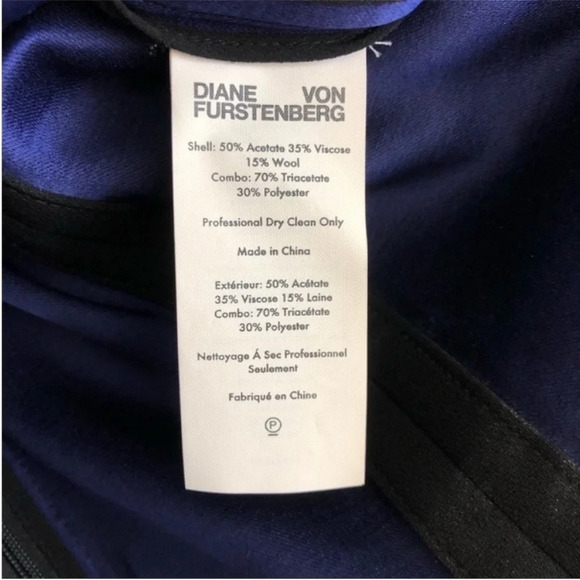 DIANE VON
FURSTENBERG
Shell: 50% Acetate 35% Viscose
15% Wool
Combo: 70% Triacetate
30% Polyester
Professional Dry Clean Only
Made in China
Extérieur: 50% Acétate
35% Viscose 15% Laine
Combo: 70% Triacétate
30% Polyester
Nettoyage Á Sec Professionnel
Seulement
Fabriqué en Chine
P